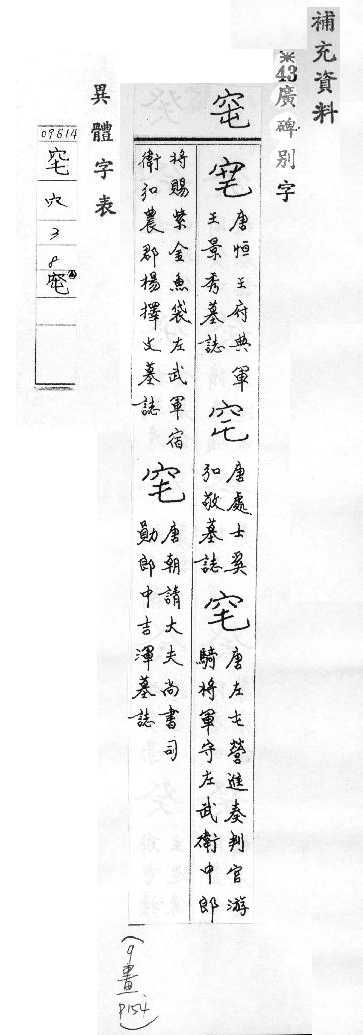 補充資料
43廣碑别字
窀
窀 唐恒王府典軍
王景秀墓誌
窀 唐處士奚
弘敬墓誌
窀 唐左屯營進奏判官游
騎將軍守左武衛中郎
將賜紫金魚袋左武軍宿
衛弘農郡楊擇文墓誌
窀 唐朝請大夫尚書司
勛郎中吉渾墓誌
異體字表
窀
穴
3
8
窀
(9畫、P154)